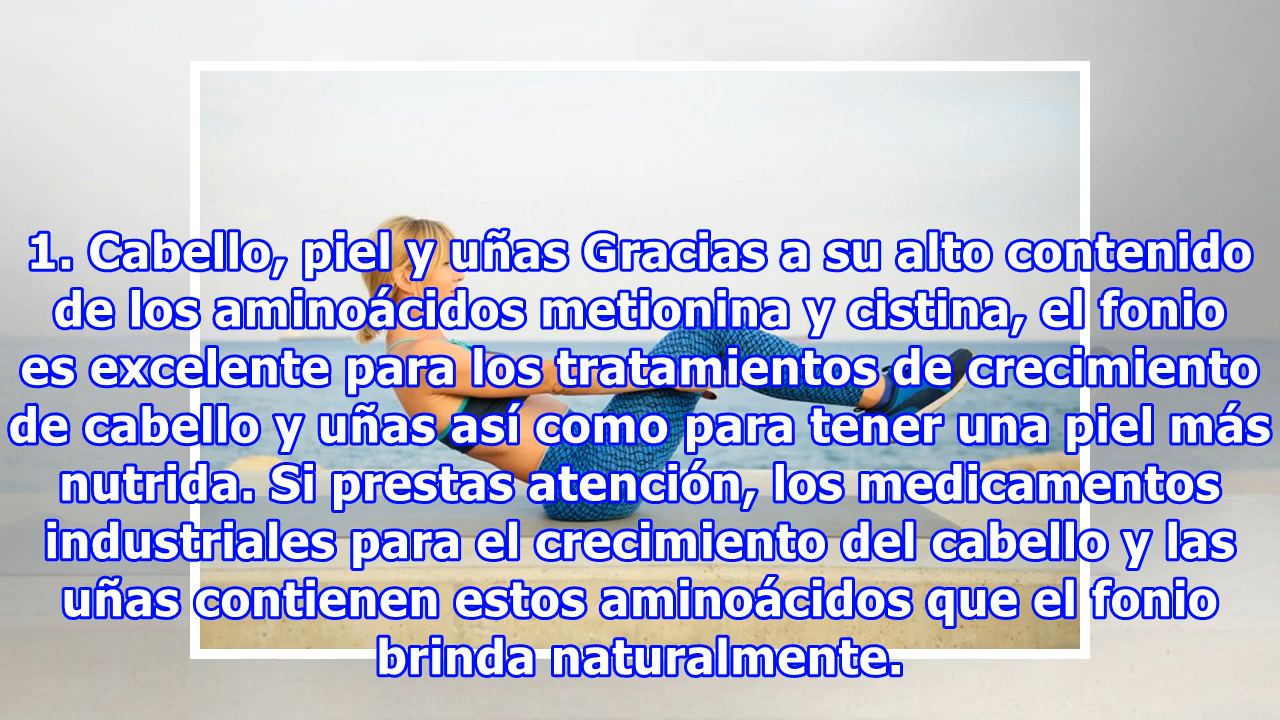 1. Cabello, piel y uñas Gracias a su alto contenido
de los aminoácidos metionina y cistina, el fonio
es excelente para los tratamientos de crecimiento
de cabello y uñas así como para tener una piel más
nutrida. Si prestas atención, los medicamentos
industriales para el crecimiento del cabello y las
uñas contienen estos aminoácidos que el fonio
brinda naturalmente.